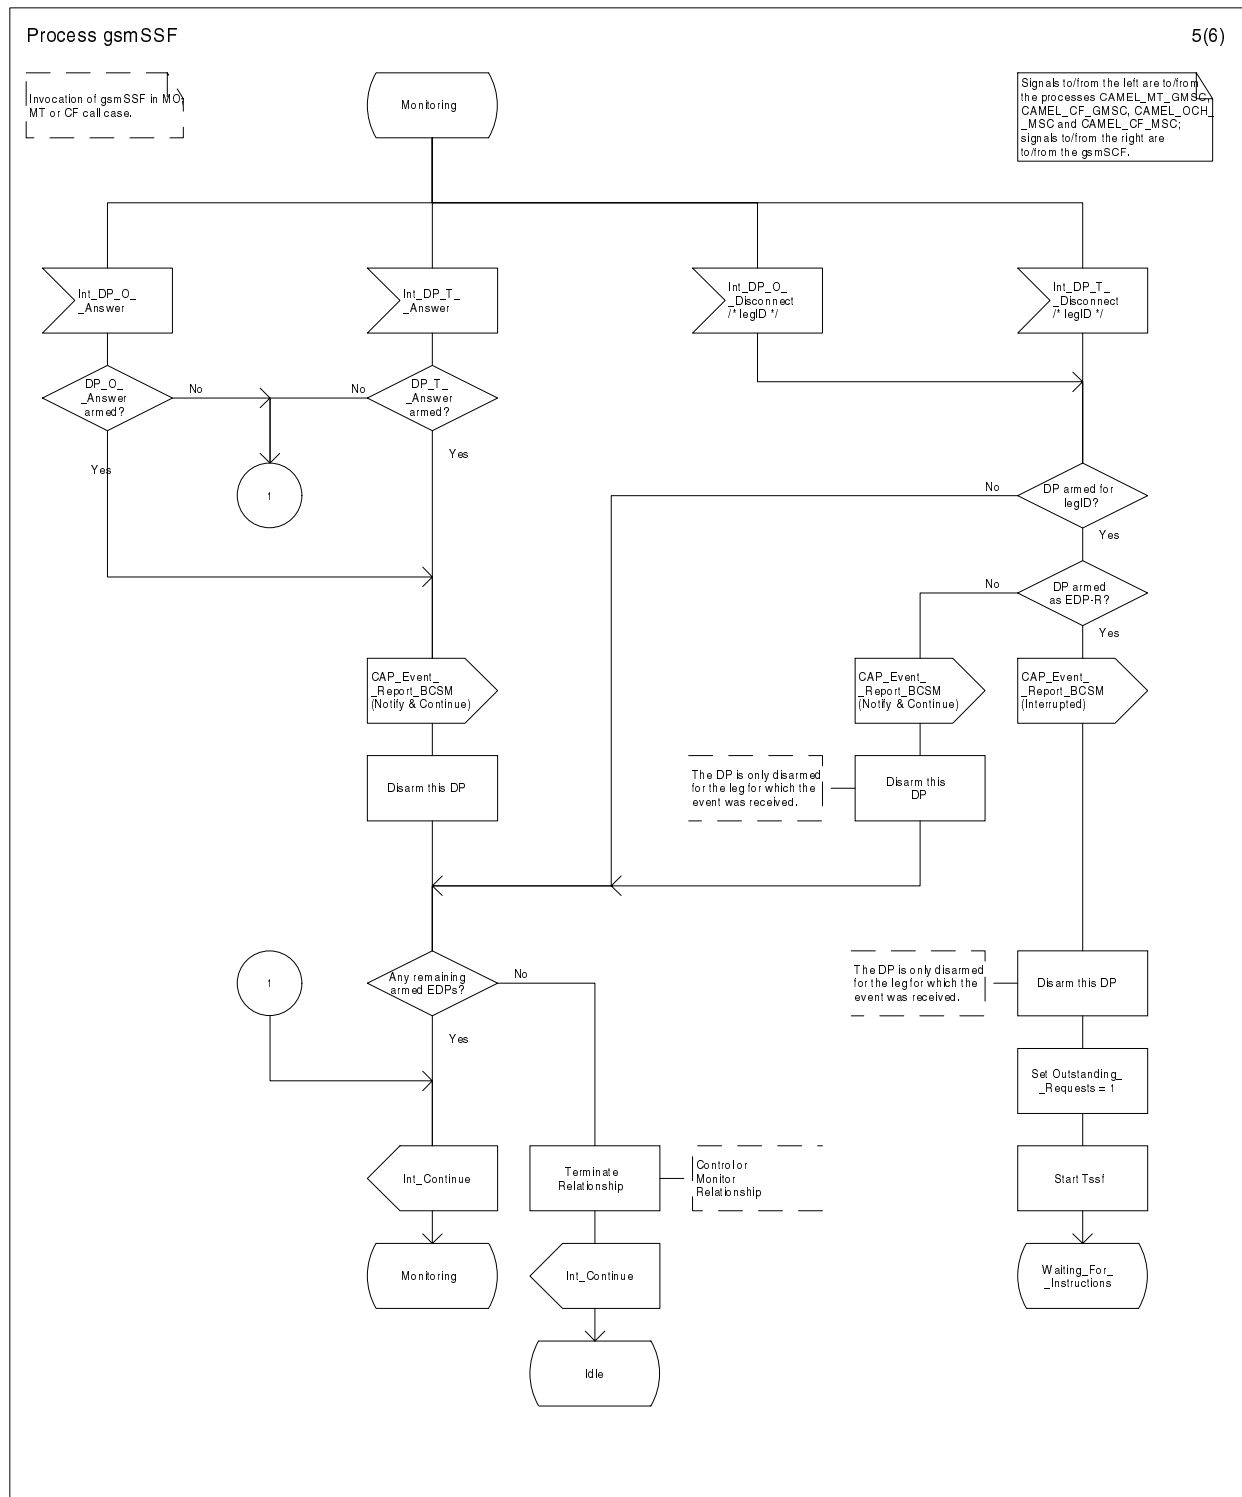 Process gsmSSF
5(6)
Invocation of gsmSSF in MO,
MT or CF call case.
Monitoring
Signals to/from the left are to/from
the processes CAMEL_MT_GMSC,
CAMEL_CF_GMSC, CAMEL_OCH_
_MSC and CAMEL_CF_MSC;
signals to/from the right are
to/from the gsmSCF.
Int_DP_O_
_Answer
Int_DP_T_
_Answer
Int_DP_O_
_Disconnect
/* legID */
Int_DP_T_
_Disconnect
/* legID */
DP_O_
_Answer
armed?
No
No
DP_T_
_Answer
armed?
Yes
Yes
1
No
DP armed for
legID?
Yes
No
DP armed
as EDP-R?
Yes
CAP_Event_
_Report_BCSM
(Notify & Continue)
CAP_Event_
_Report_BCSM
(Notify & Continue)
CAP_Event_
_Report_BCSM
(Interrupted)
Disarm this DP
The DP is only disarmed
for the leg for which the
event was received.
Disarm this
DP
1
Any remaining
armed EDPs?
No
Yes
The DP is only disarmed
for the leg for which the
event was received.
Disarm this DP
Set Outstanding_
_Requests = 1
Int_Continue
Terminate
Relationship
Control or
Monitor
Relationship
Start Tssf
Monitoring
Int_Continue
Waiting_For_
_Instructions
Idle